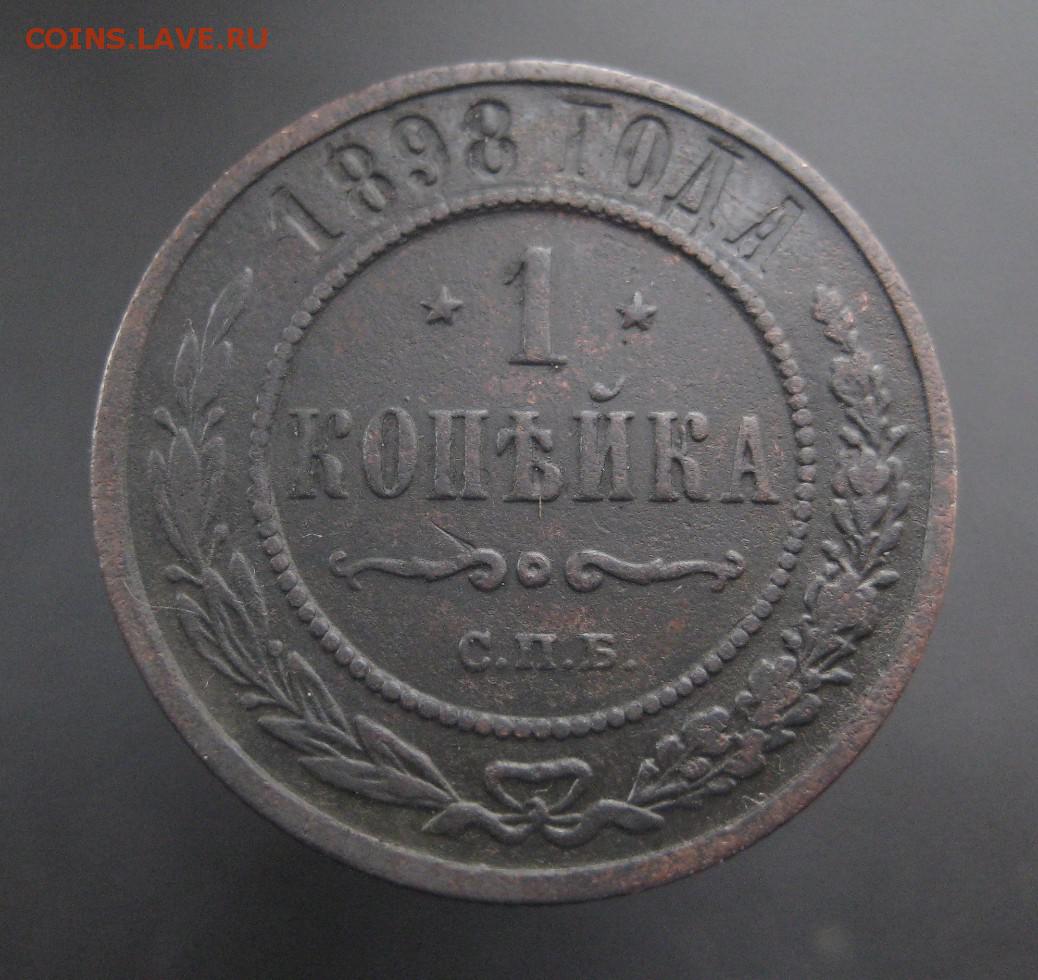 COINS.LAVE.RU
1898 ГОДА
1
КОПѢЙКА
С.П.Б.